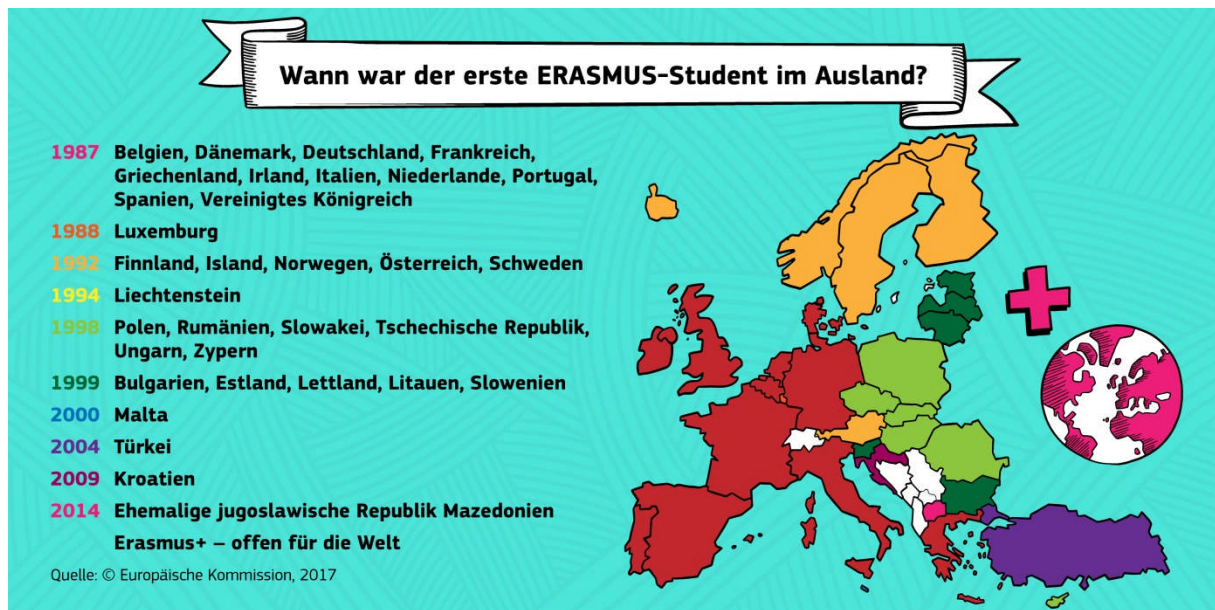 Wann war der erste ERASMUS-Student im Ausland?
1987 Belgien, Dänemark, Deutschland, Frankreich,
Griechenland, Irland, Italien, Niederlande, Portugal,
Spanien, Vereinigtes Königreich
1988 Luxemburg
1992 Finnland, Island, Norwegen, Österreich, Schweden
1994 Liechtenstein
1998 Polen, Rumänien, Slowakei, Tschechische Republik,
Ungarn, Zypern
1999 Bulgarien, Estland, Lettland, Litauen, Slowenien
2000 Malta
2004 Türkei
2009 Kroatien
2014 Ehemalige jugoslawische Republik Mazedonien
Erasmus+ – offen für die Welt
Quelle: © Europäische Kommission, 2017